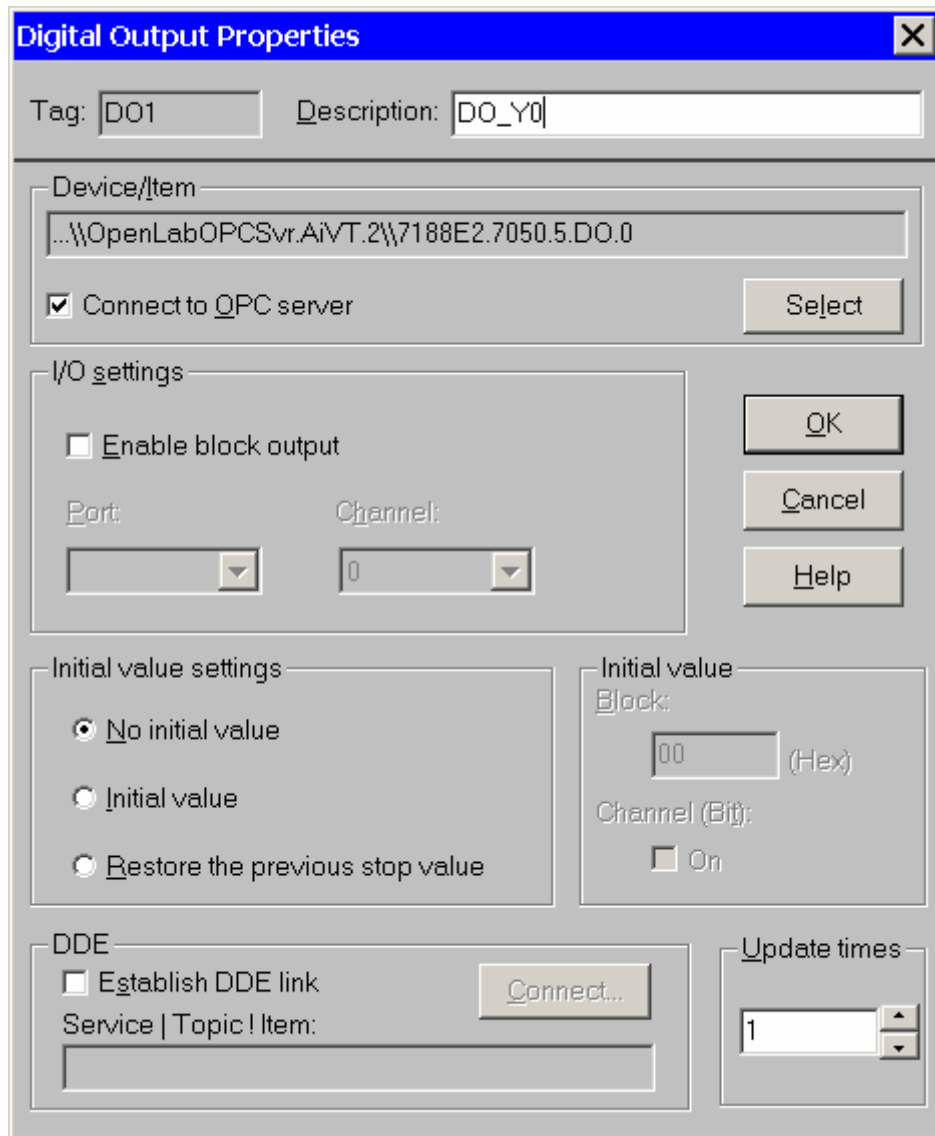 Digital Output Properties
Tag: DO1 Description: DO_Y0
Device/Item
...\\OpenLabOPCSvr.AiVT.2\\7188E2.7050.5.DO.0
Connect to OPC server Select
I/O settings
Enable block output OK
Port: Channel: Cancel
0 Help
Initial value settings Initial value
Block:
No initial value
00 (Hex)
Initial value Channel (Bit):
Restore the previous stop value On
DDE Update times
Establish DDE link Connect...
Service | Topic ! Item: 1